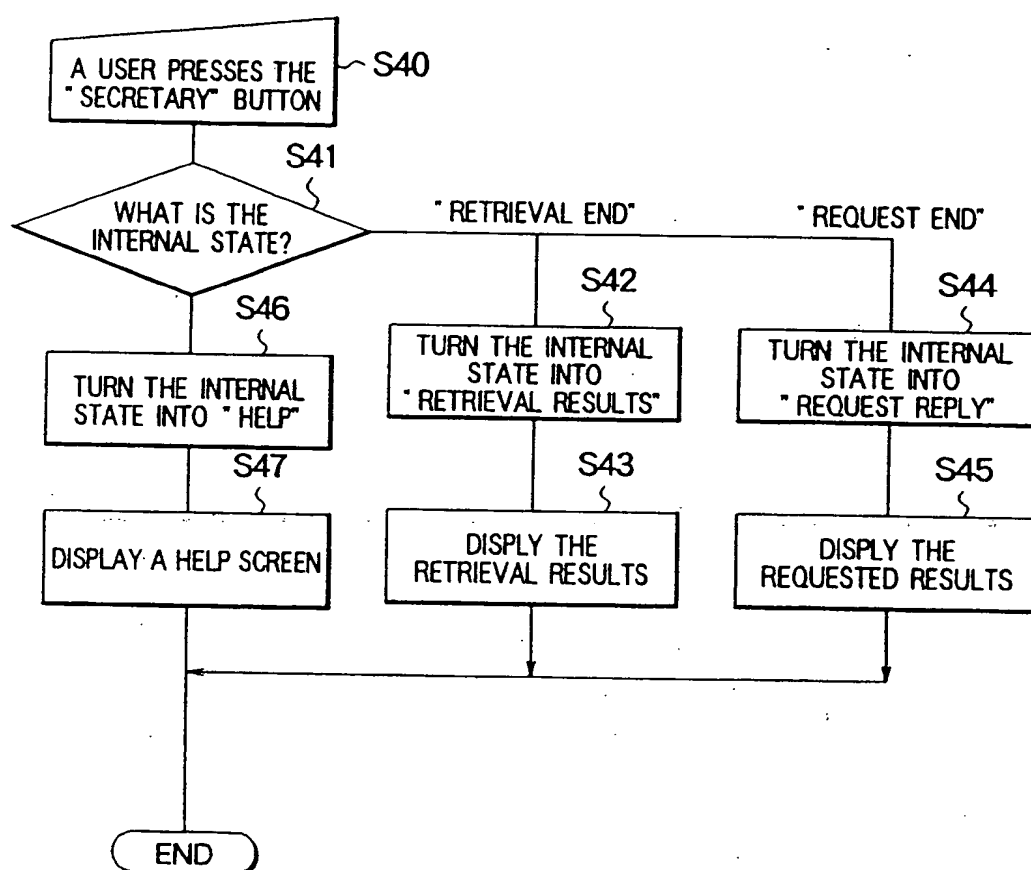 A USER PRESSES THE
"SECRETARY" BUTTON
S40
S41
WHAT IS THE
INTERNAL STATE?
"RETRIEVAL END"
"REQUEST END"
S46
TURN THE INTERNAL
STATE INTO "HELP"
S42
TURN THE INTERNAL
STATE INTO
"RETRIEVAL RESULTS"
S44
TURN THE INTERNAL
STATE INTO
"REQUEST REPLY"
S47
DISPLAY A HELP SCREEN
S43
DISPLY THE
RETRIEVAL RESULTS
S45
DISPLY THE
REQUESTED RESULTS
END